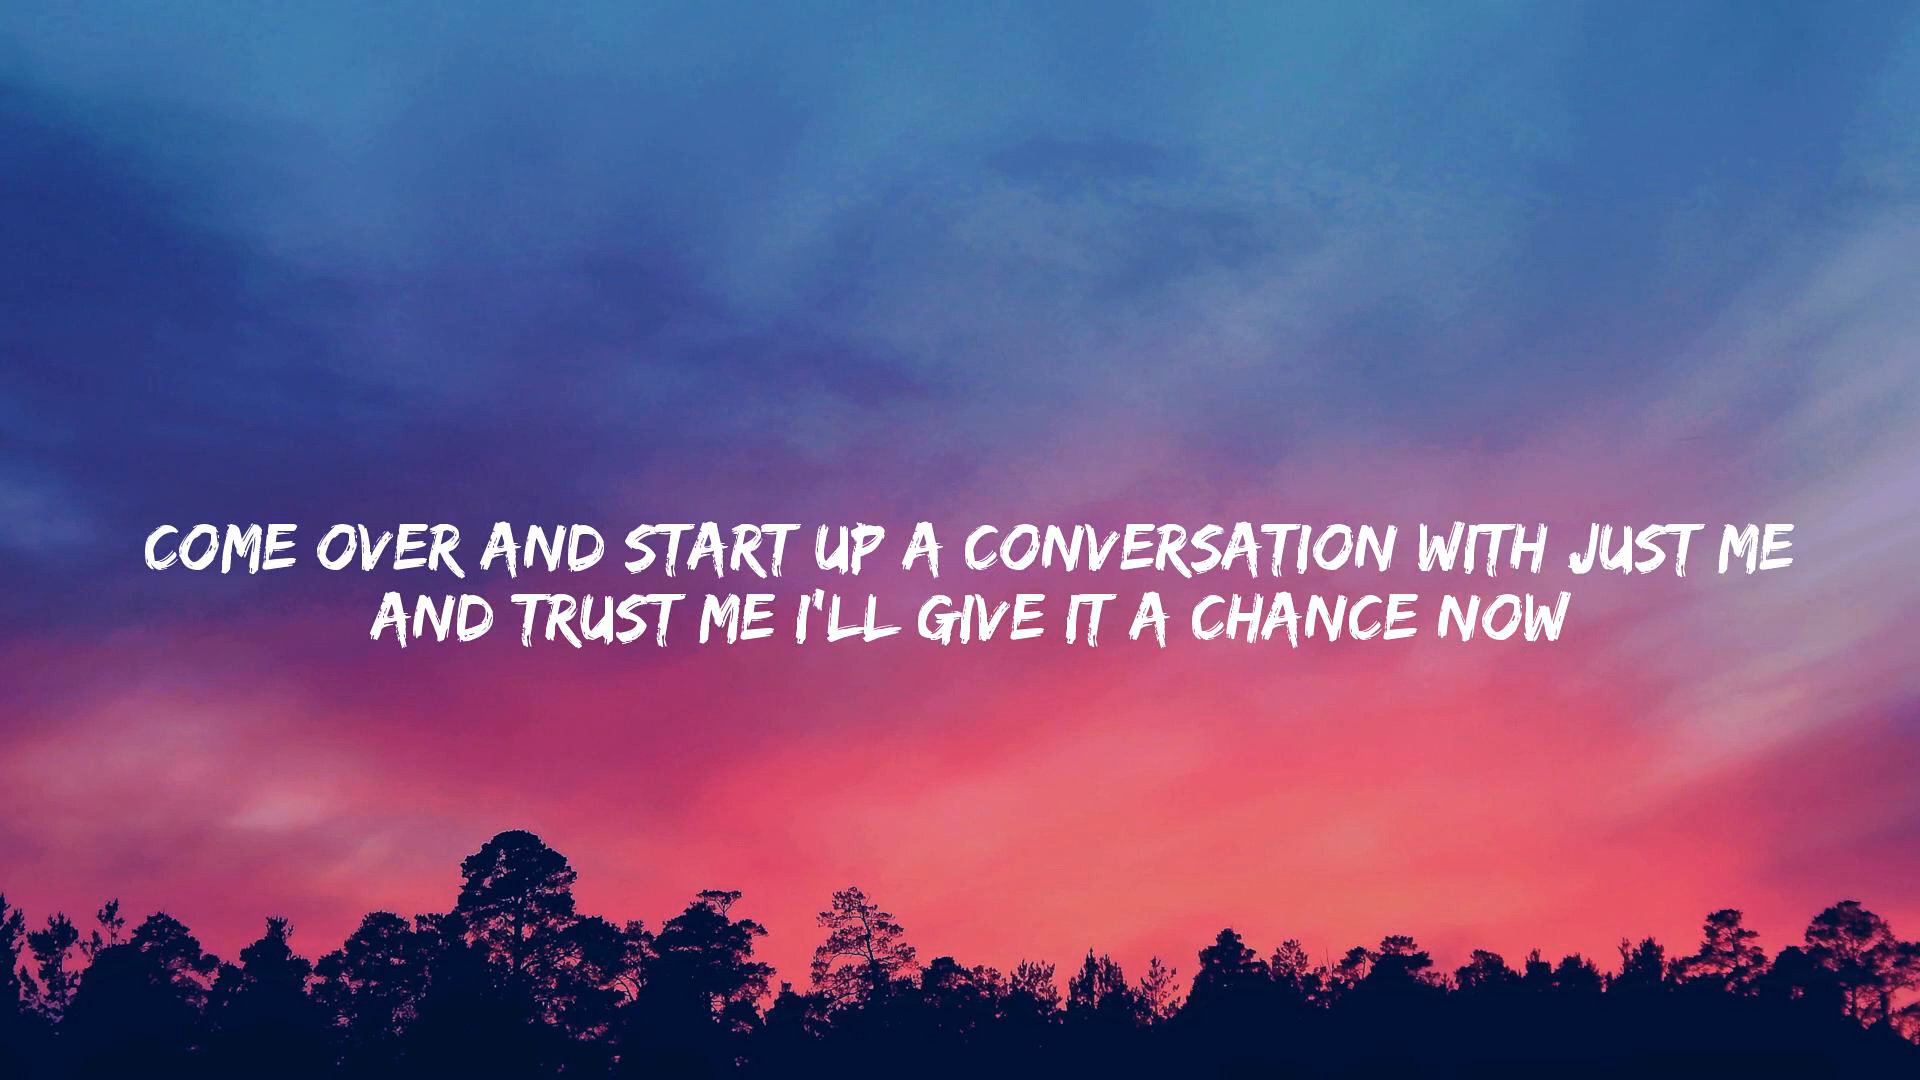 COME OVER AND START UP A CONVERSATION WITH JUST ME
AND TRUST ME I'LL GIVE IT A CHANCE NOW